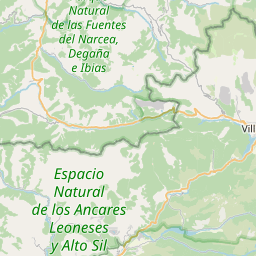 Natural
de las Fuentes
del Narcea,
Degaña
e Ibias
Vill
Espacio
Natural
de los Ancares
Leoneses
y Alto Sil